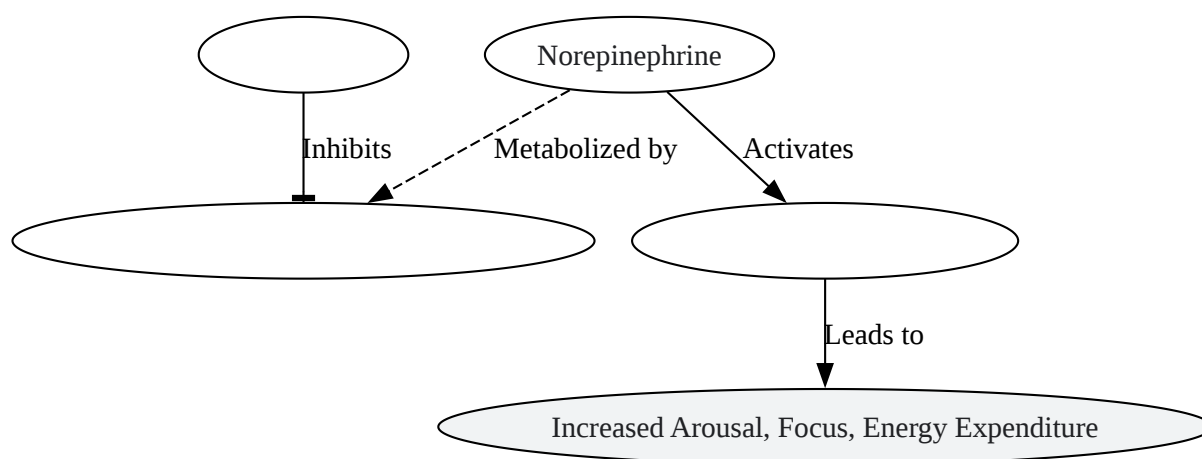 Norepinephrine
Inhibits
Metabolized by
Activates
Leads to
Increased Arousal, Focus, Energy Expenditure